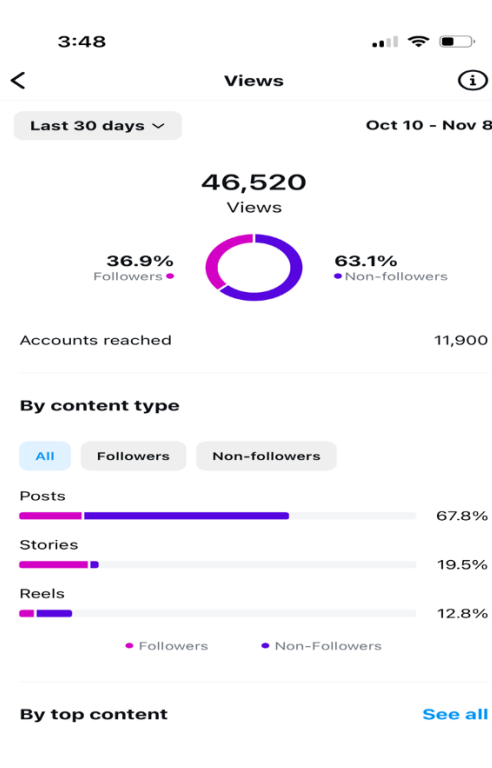 3:48
Views
Last 30 days
Oct 10 - Nov 8
46,520
Views
36.9%
Followers
63.1%
Non-followers
Accounts reached 11,900
By content type
All Followers Non-followers
Posts
67.8%
Stories
19.5%
Reels
12.8%
Followers Non-Followers
By top content See all